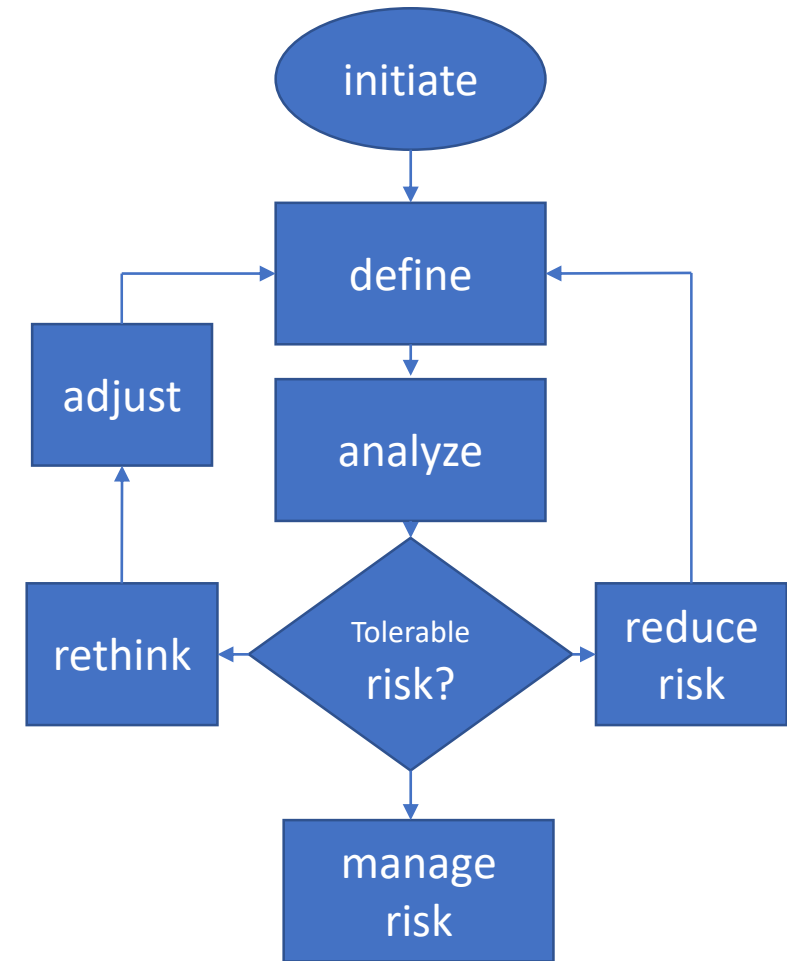 initiate
define
adjust
analyze
rethink
Tolerable
risk?
reduce
risk
manage
risk